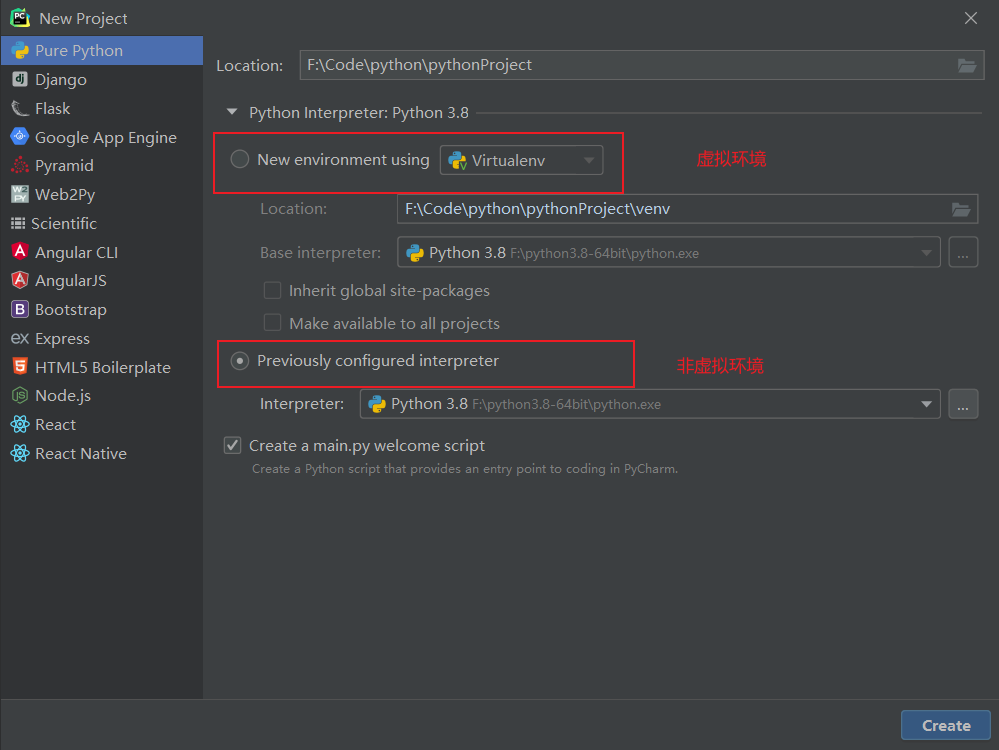 New Project
Pure Python
Django
Flask
Google App Engine
Pyramid
Web2Py
Scientific
Angular CLI
AngularJS
Bootstrap
Express
HTML5 Boilerplate
Node.js
React
React Native
Location: F:\Code\python\pythonProject
Python Interpreter: Python 3.8
New environment using Virtualenv 虚拟环境
Location: F:\Code\python\pythonProject\venv
Base interpreter: Python 3.8 F:\python3.8-64bit\python.exe ...
Inherit global site-packages
Make available to all projects
Previously configured interpreter 非虚拟环境
Interpreter: Python 3.8 F:\python3.8-64bit\python.exe ...
Create a main.py welcome script
Create a Python script that provides an entry point to coding in PyCharm.
Create